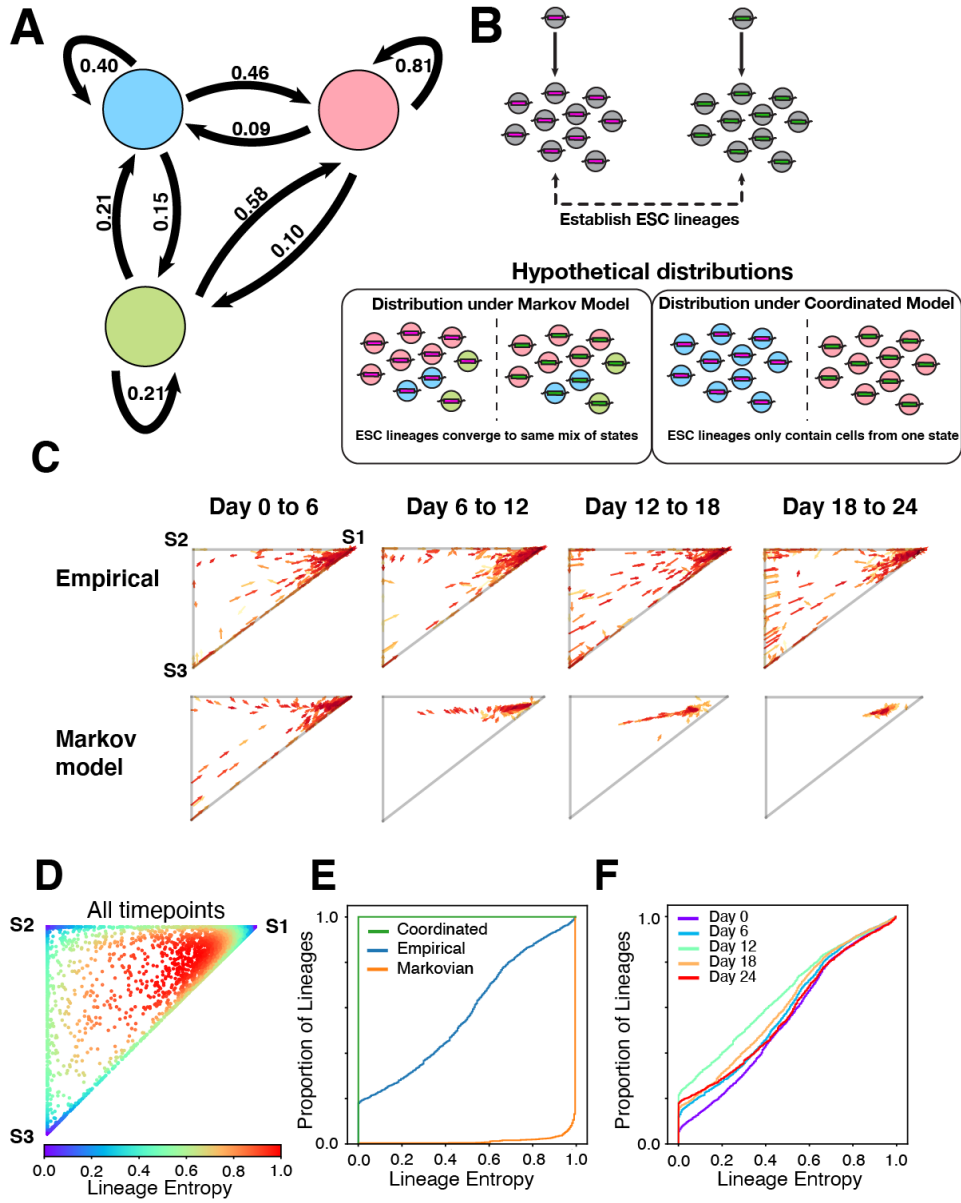 A
0.40
0.46
0.81
0.09
0.21
0.15
0.58
0.10
0.21
B
Establish ESC lineages
Hypothetical distributions
Distribution under Markov Model
ESC lineages converge to same mix of states
Distribution under Coordinated Model
ESC lineages only contain cells from one state
C
Day 0 to 6
Day 6 to 12
Day 12 to 18
Day 18 to 24
S2
S1
Empirical
S3
Markov
model
D
All timepoints
S2
S1
S3
0.0 0.2 0.4 0.6 0.8 1.0
Lineage Entropy
E
Proportion of Lineages
1.0
0.0
Coordinated
Empirical
Markovian
0.0 0.2 0.4 0.6 0.8 1.0
Lineage Entropy
F
Proportion of Lineages
1.0
0.0
Day 0
Day 6
Day 12
Day 18
Day 24
0.0 0.2 0.4 0.6 0.8 1.0
Lineage Entropy